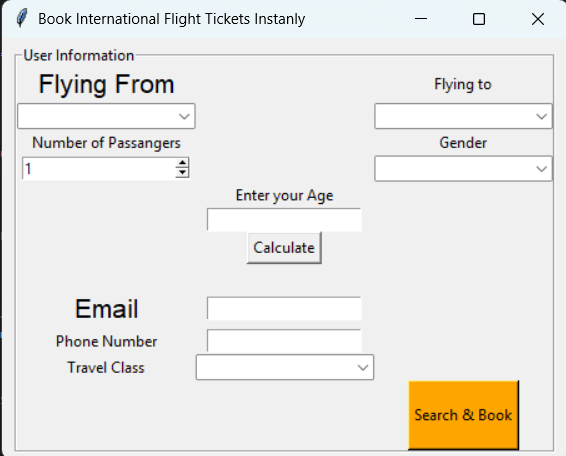 Book International Flight Tickets Instanly
User Information
Flying From
Flying to
Number of Passangers
Gender
1
Enter your Age
Calculate
Email
Phone Number
Travel Class
Search & Book